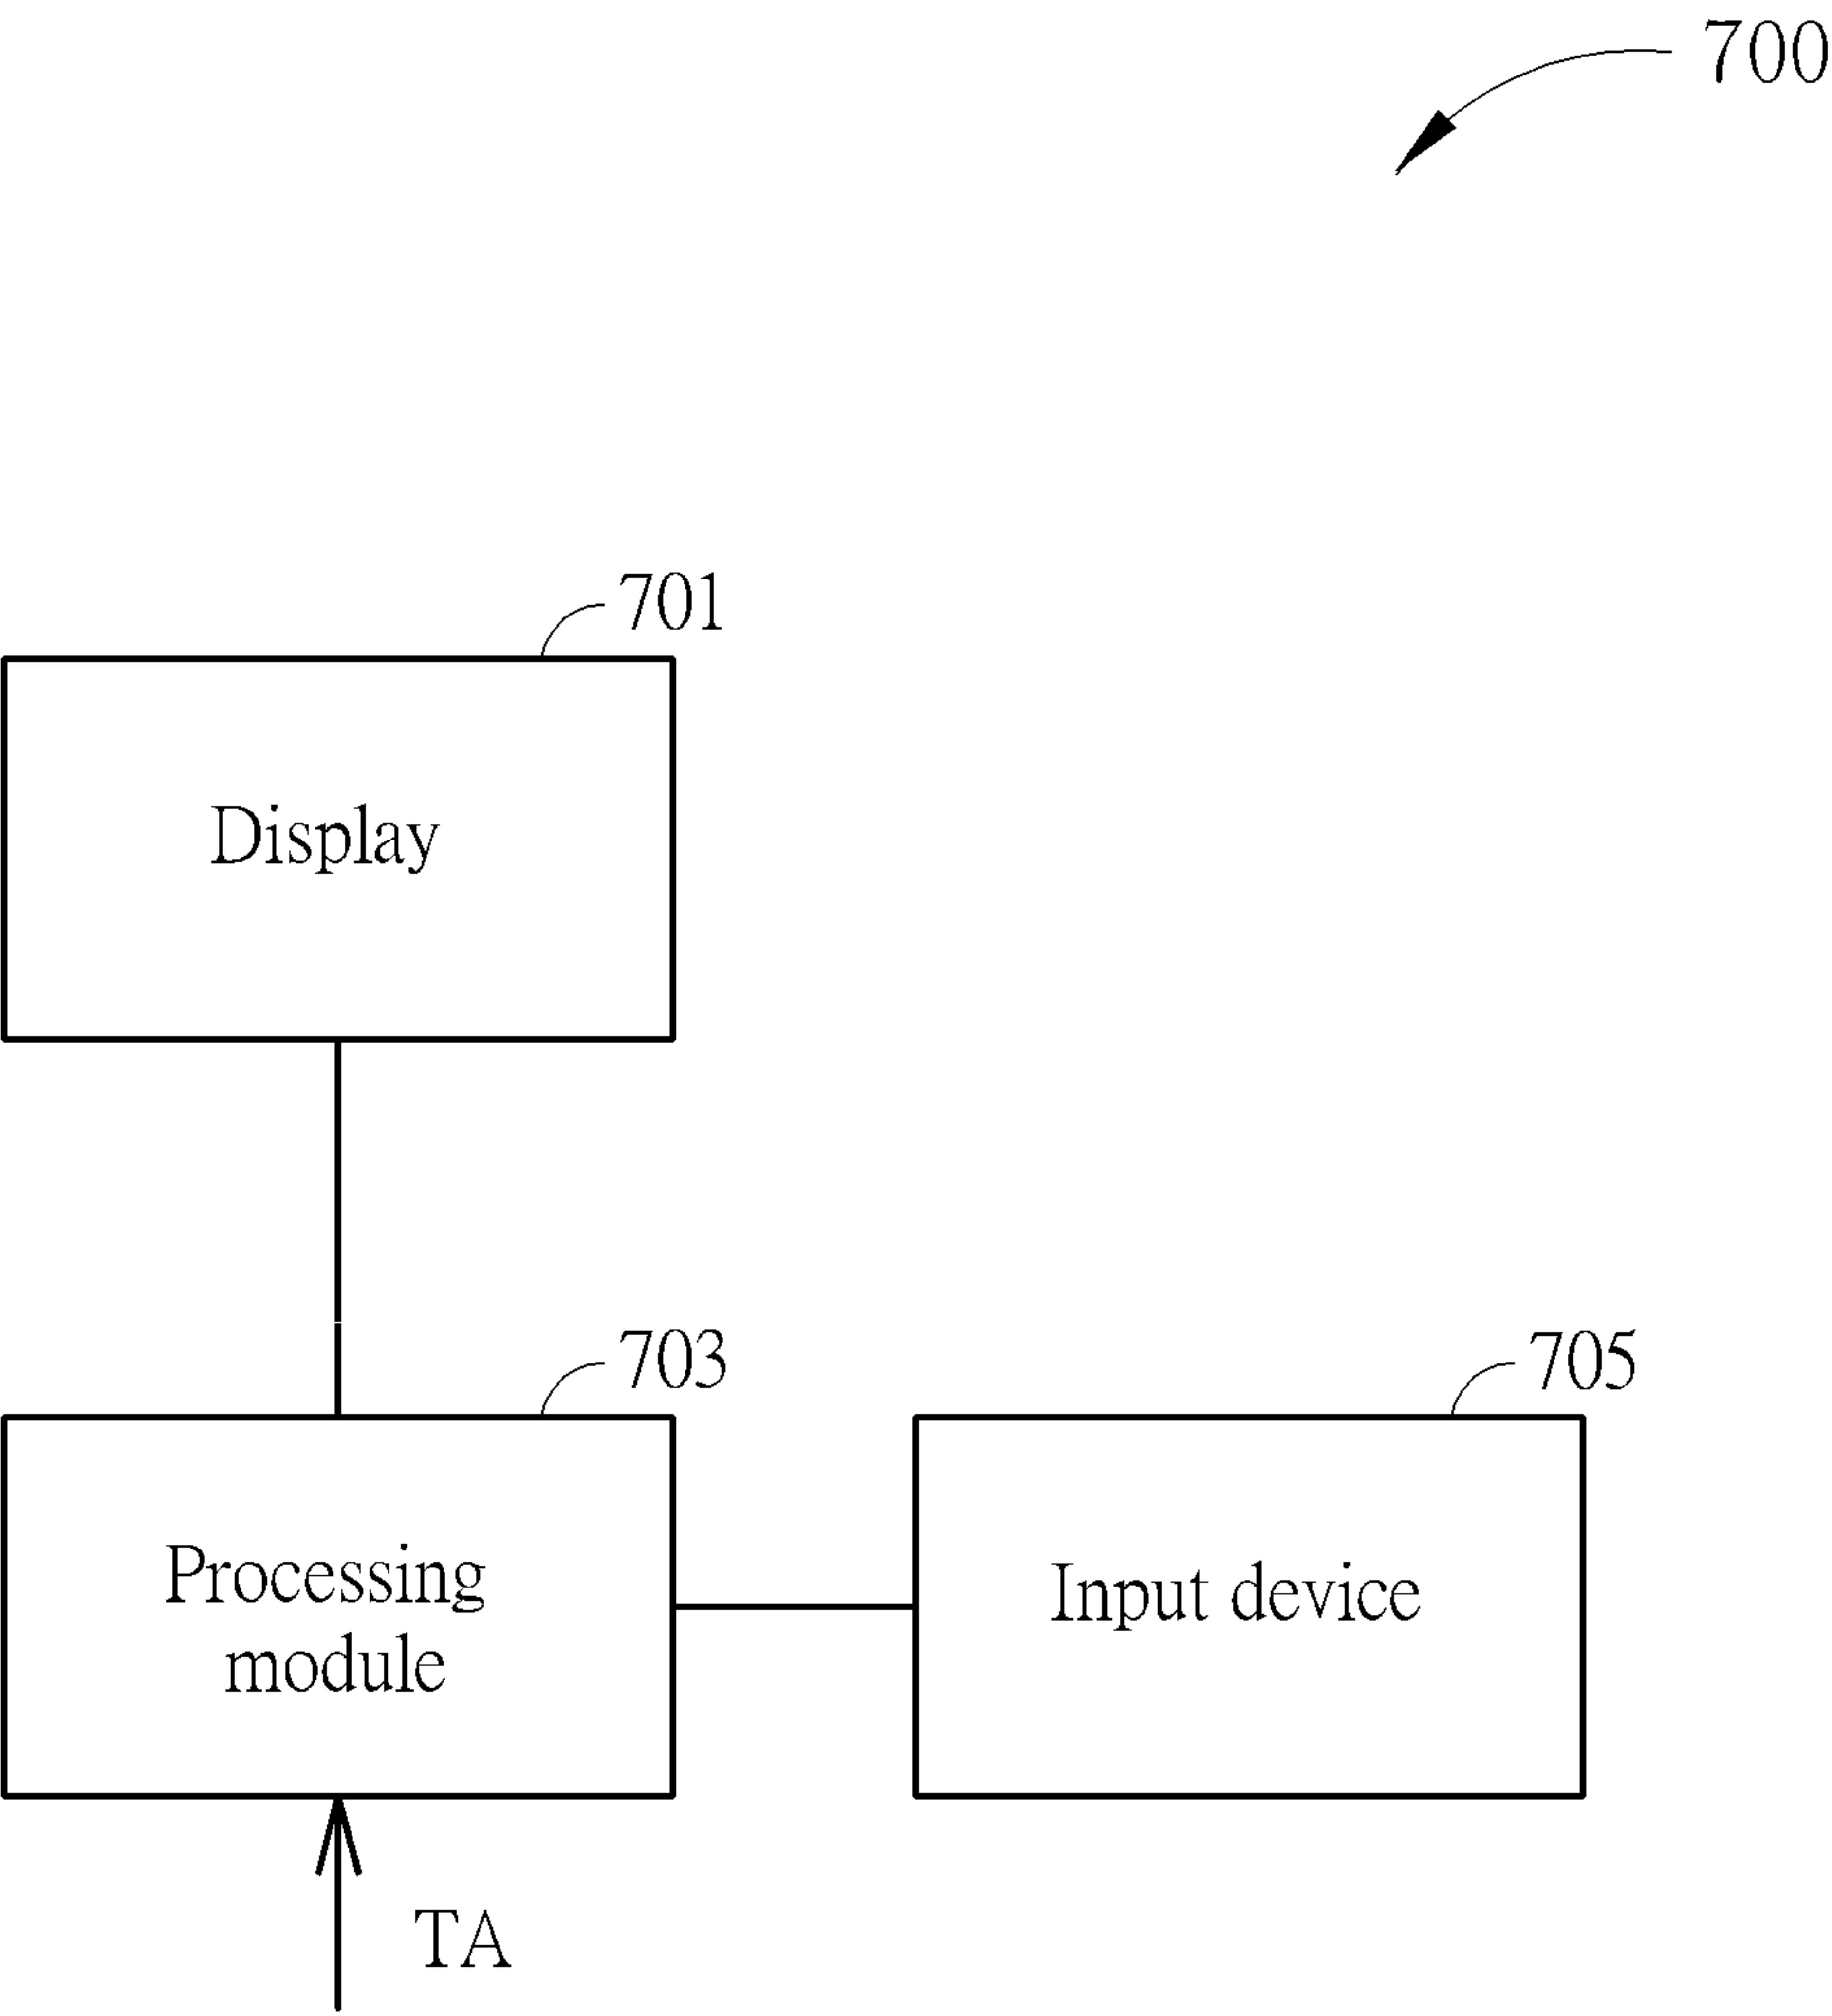 700
701
Display
703
705
Processing
module
Input device
TA